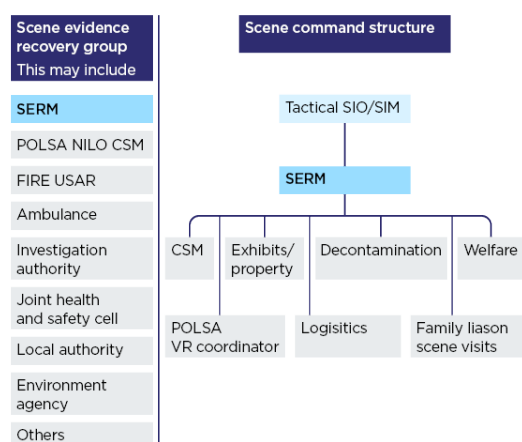 Scene evidence
recovery group
This may include
SERM
POLSA NILO CSM
FIRE USAR
Ambulance
Investigation
authority
Joint health
and safety cell
Local authority
Environment
agency
Others
Scene command structure
Tactical SIO/SIM
SERM
CSM
Exhibits/
property
Decontamination
Welfare
POLSA
VR coordinator
Logisitics
Family liason
scene visits